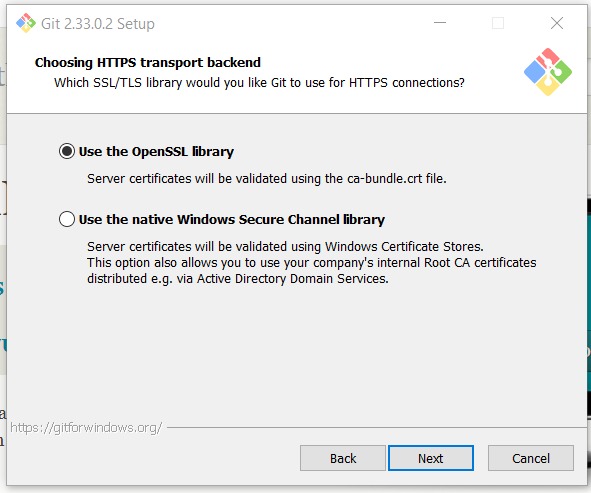 Git 2.33.0.2 Setup
Choosing HTTPS transport backend
Which SSL/TLS library would you like Git to use for HTTPS connections?
Use the OpenSSL library
Server certificates will be validated using the ca-bundle.crt file.
Use the native Windows Secure Channel library
Server certificates will be validated using Windows Certificate Stores.
This option also allows you to use your company's internal Root CA certificates
distributed e.g. via Active Directory Domain Services.
https://gitforwindows.org/
Back Next Cancel